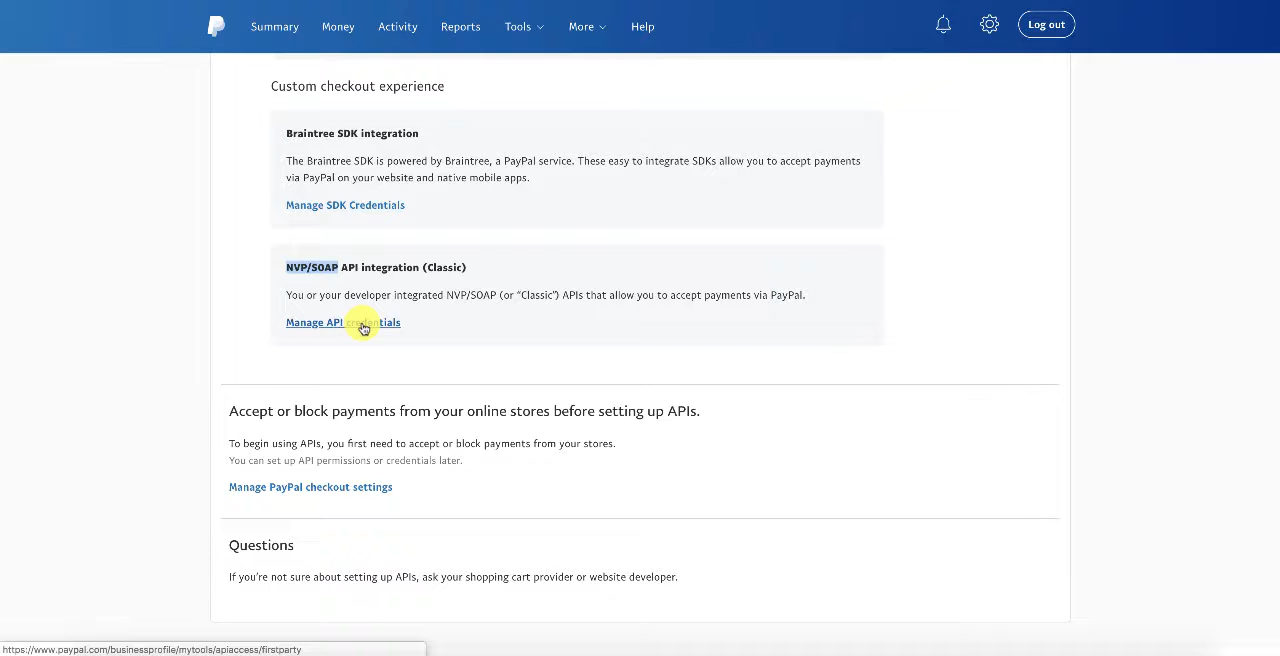 Summary Money Activity Reports Tools More Help Log out
Custom checkout experience
Braintree SDK integration
The Braintree SDK is powered by Braintree, a PayPal service. These easy to integrate SDKs allow you to accept payments
via PayPal on your website and native mobile apps.
Manage SDK Credentials
NVP/SOAP API integration (Classic)
You or your developer integrated NVP/SOAP (or “Classic”) APIs that allow you to accept payments via PayPal.
Manage API credentials
Accept or block payments from your online stores before setting up APIs.
To begin using APIs, you first need to accept or block payments from your stores.
You can set up API permissions or credentials later.
Manage PayPal checkout settings
Questions
If you’re not sure about setting up APIs, ask your shopping cart provider or website developer.
https://www.paypal.com/businessprofile/mytools/apiaccess/firstparty